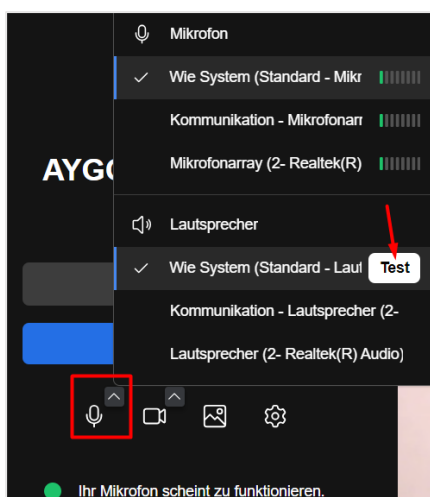 Mikrofon
Wie System (Standard - Mikr
Kommunikation - Mikrofonarr
AYGO
Mikrofonarray (2- Realtek(R)
Lautsprecher
Wie System (Standard - Laut
Test
Kommunikation - Lautsprecher (2-
Lautsprecher (2- Realtek(R) Audio)
Ihr Mikrofon scheint zu funktionieren.